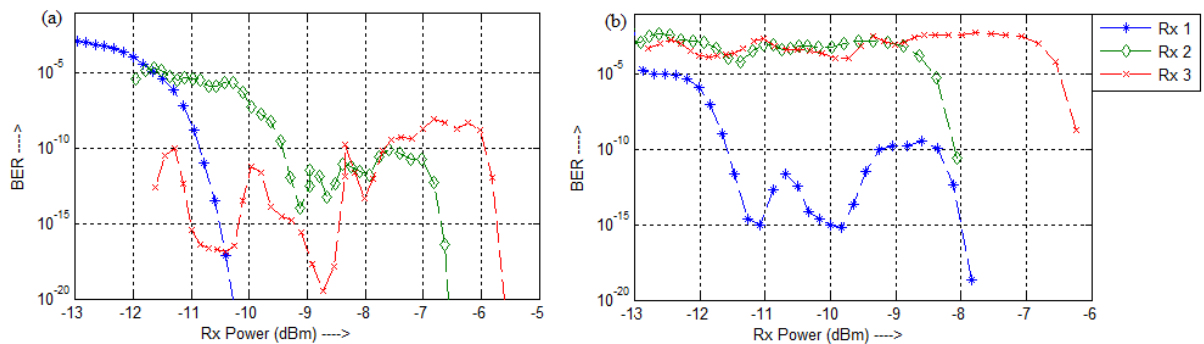 (a)
10^-5
10^-10
10^-15
10^-20
BER ---->
-13 -12 -11 -10 -9 -8 -7 -6 -5
Rx Power (dBm) ---->
(b)
10^0
10^-5
10^-10
10^-15
10^-20
BER ---->
-13 -12 -11 -10 -9 -8 -7 -6
Rx Power (dBm) ---->
Rx 1
Rx 2
Rx 3